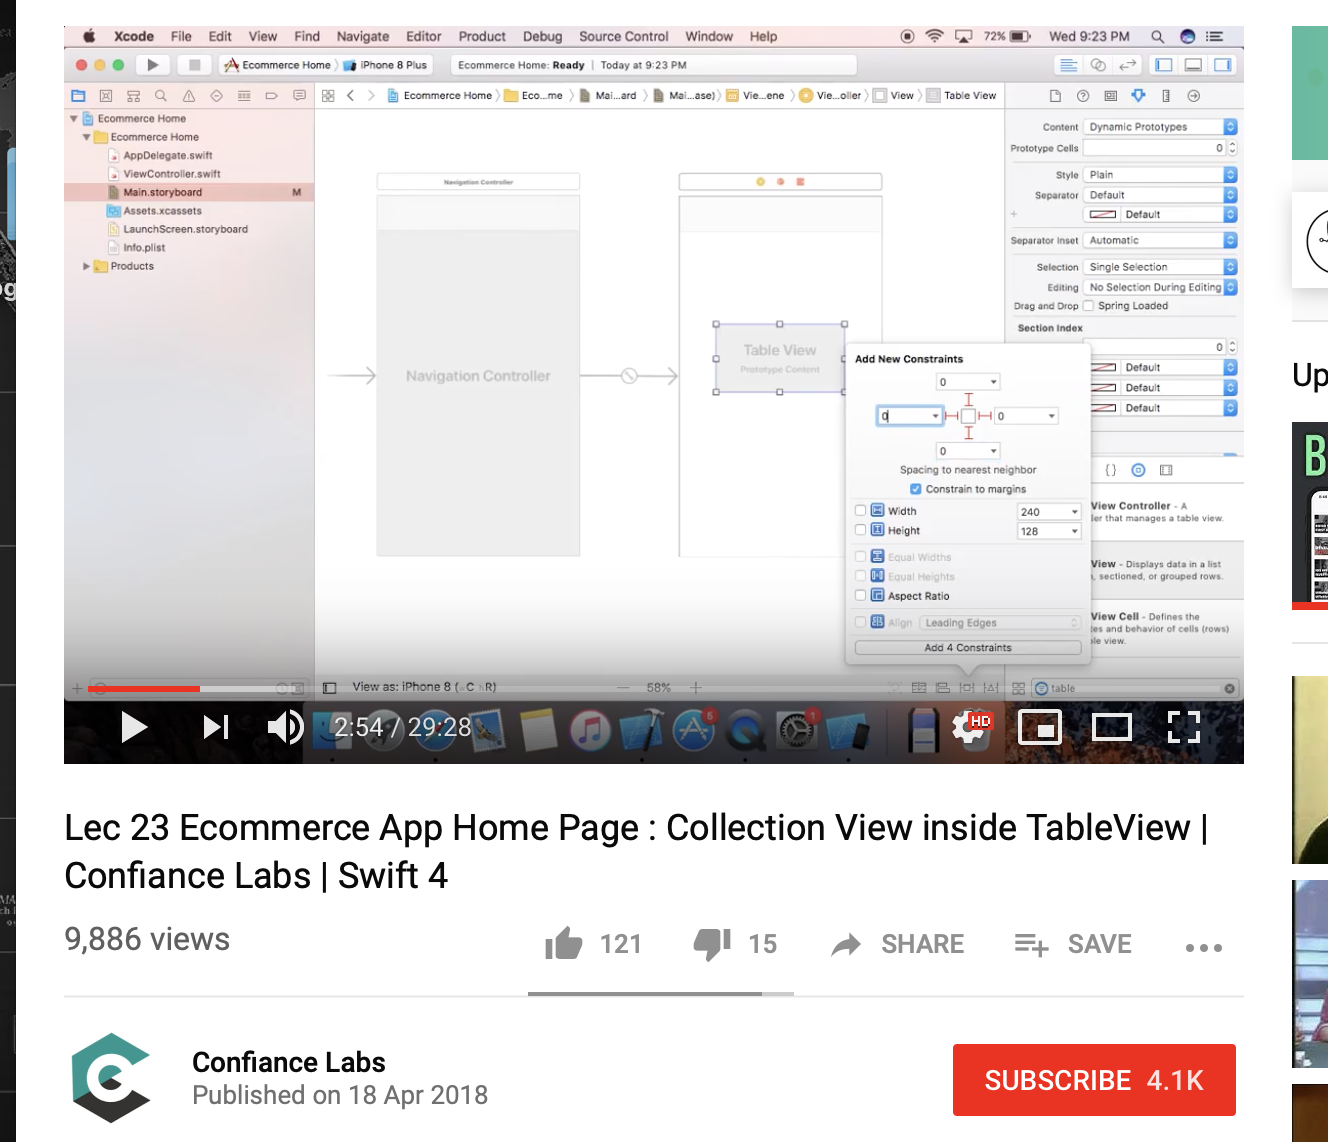 Xcode File Edit View Find Navigate Editor Product Debug Source Control Window Help 72% Wed 9:23 PM
Ecommerce Home iPhone 8 Plus Ecommerce Home: Ready | Today at 9:23 PM
Ecommerce Home Eco...me Mai...ard Mai...ase) Vie...ene Vie...oller View Table View
Ecommerce Home
Ecommerce Home
AppDelegate.swift
ViewController.swift
Main.storyboard M
Assets.xcassets
LaunchScreen.storyboard
Info.plist
Products
Navigation Controller
Navigation Controller
Table View
Prototype Content
Content Dynamic Prototypes
Prototype Cells 0
Style Plain
Separator Default
Default
Separator Inset Automatic
Selection Single Selection
Editing No Selection During Editing
Drag and Drop Spring Loaded
Section Index
0
Default
Default
Default
Add New Constraints
0
0 0
0
Spacing to nearest neighbor
Constrain to margins
Width 240
Height 128
Equal Widths
Equal Heights
Aspect Ratio
Align Leading Edges
Add 4 Constraints
View Controller - A
ler that manages a table view.
View - Displays data in a list
, sectioned, or grouped rows.
View Cell - Defines the
es and behavior of cells (rows)
le view.
View as: iPhone 8 (wC hR) 58% table
2:54 / 29:28 HD
Lec 23 Ecommerce App Home Page : Collection View inside TableView |
Confiance Labs | Swift 4
9,886 views 121 15 SHARE SAVE
Confiance Labs
Published on 18 Apr 2018
SUBSCRIBE 4.1K
Up
B